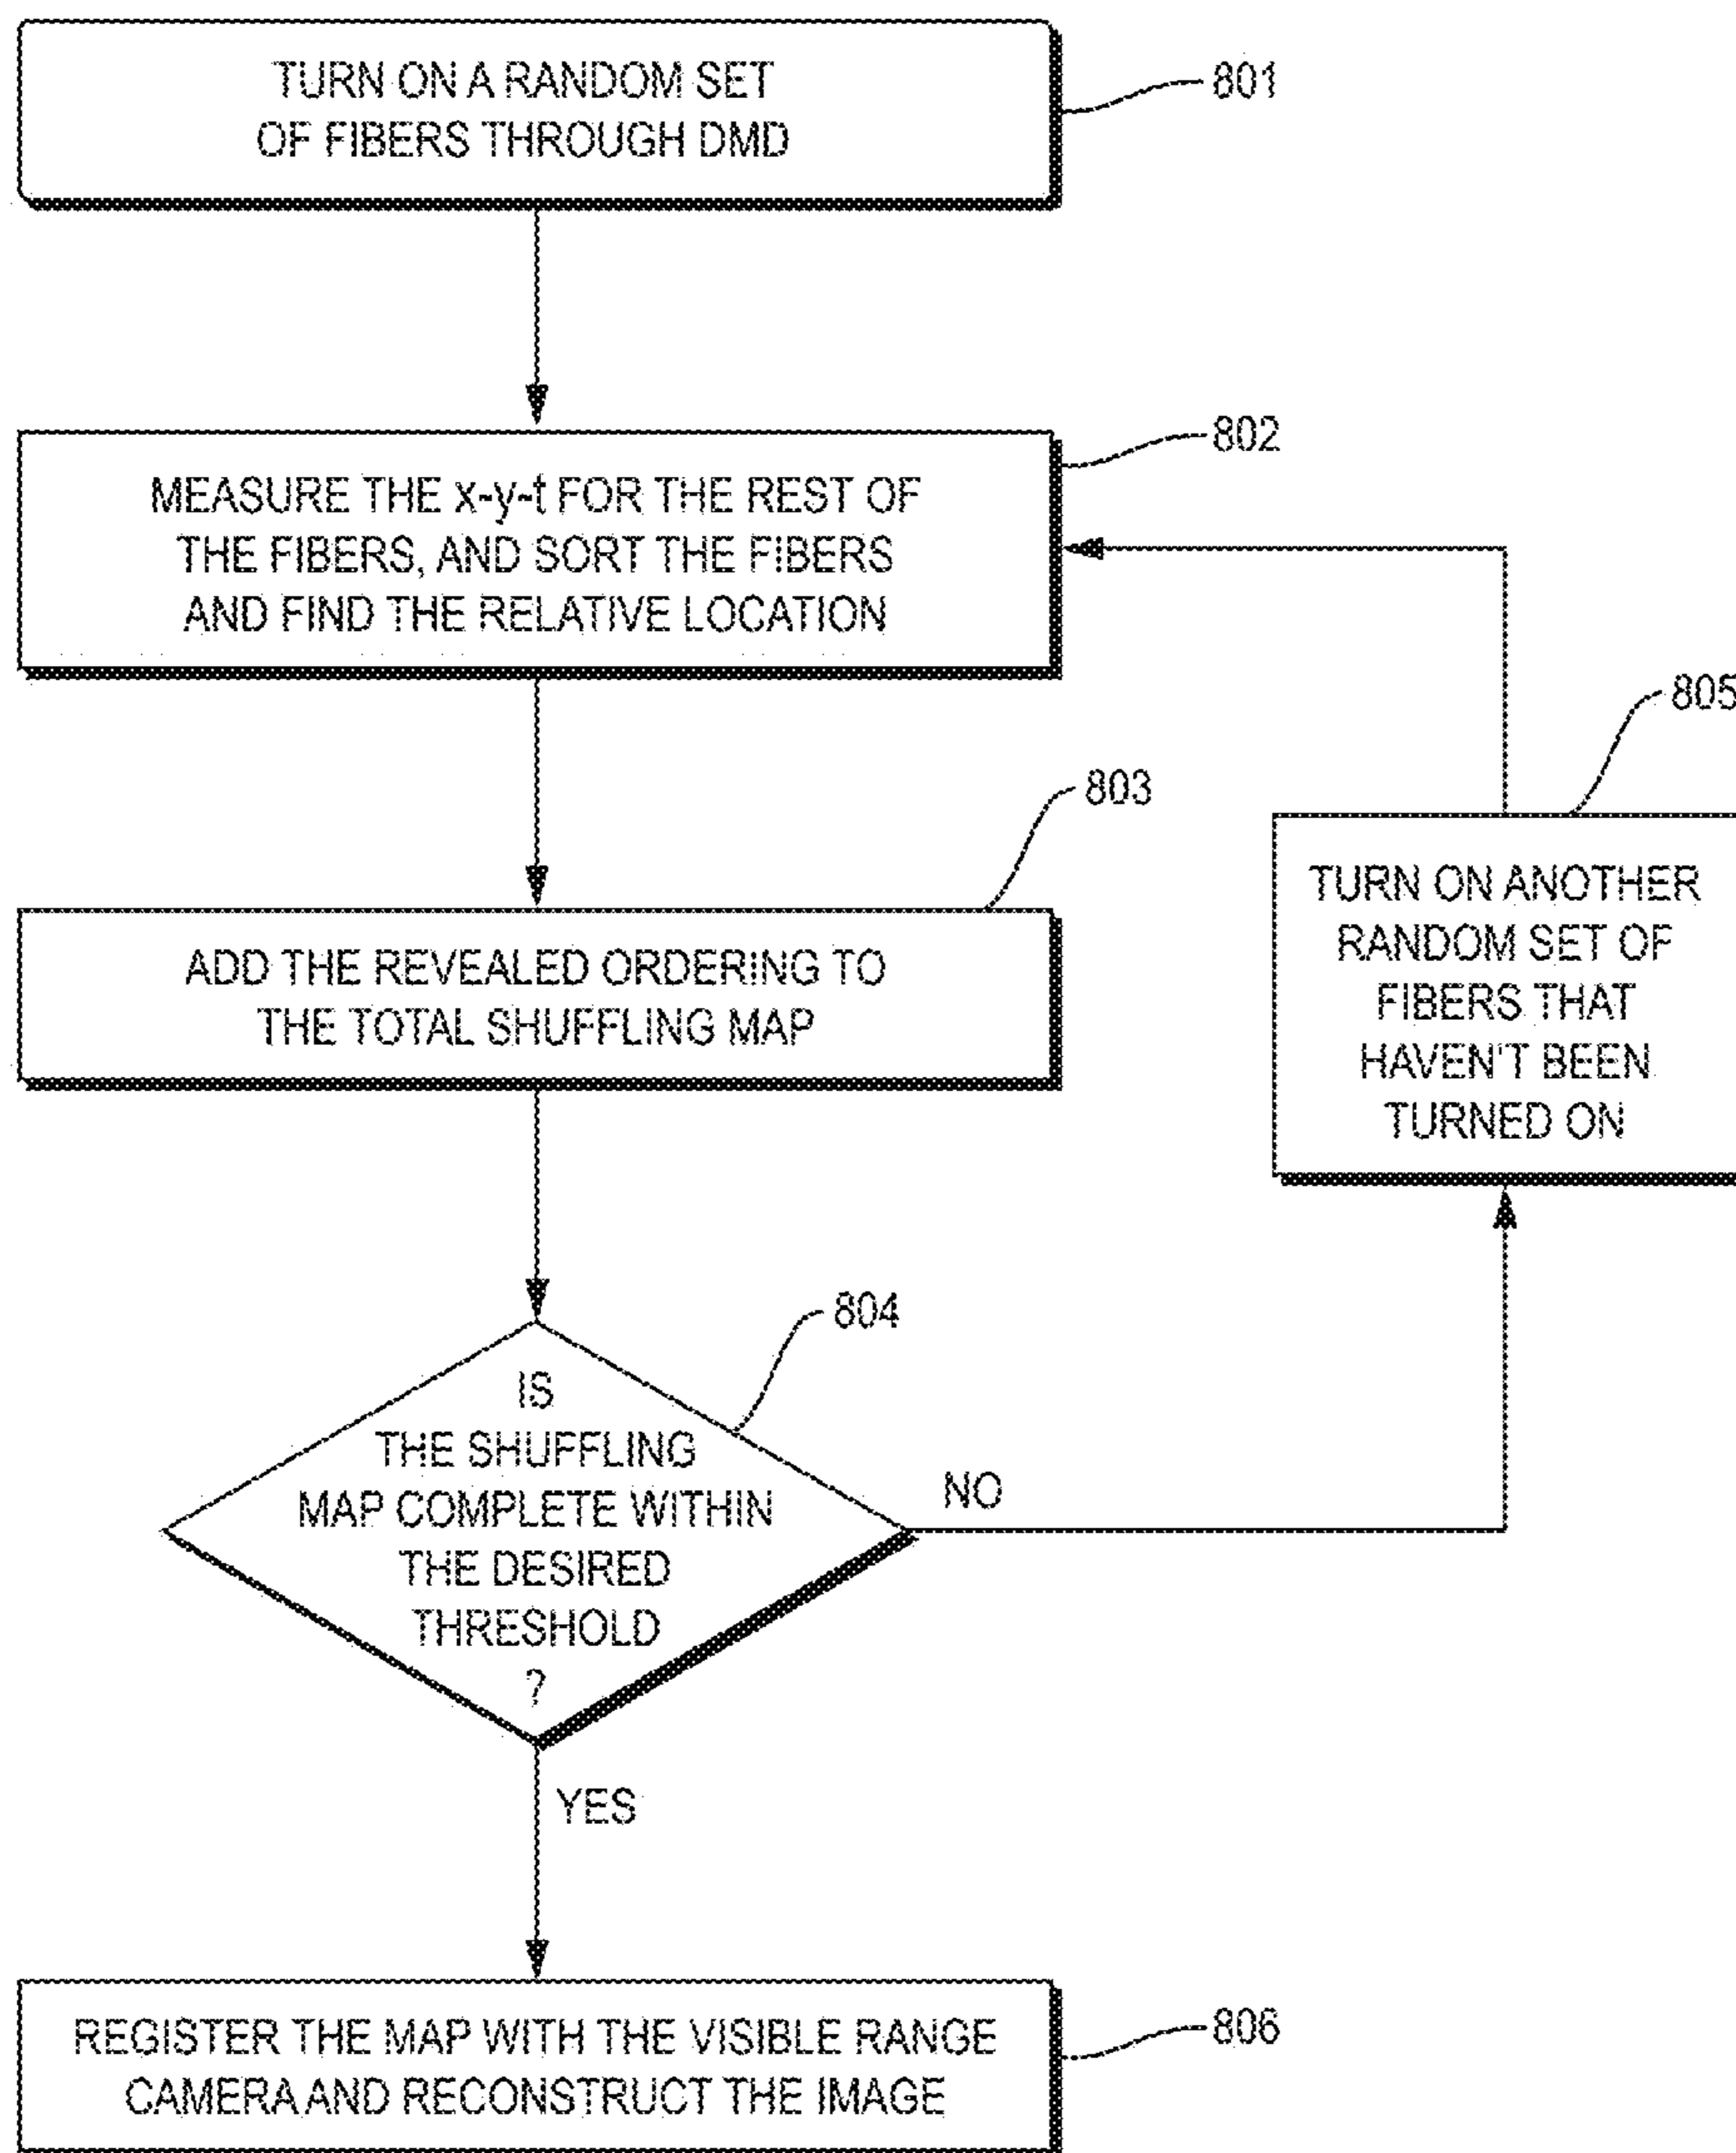 TURN ON A RANDOM SET
OF FIBERS THROUGH DMD
801
MEASURE THE x-y-t FOR THE REST OF
THE FIBERS, AND SORT THE FIBERS
AND FIND THE RELATIVE LOCATION
802
ADD THE REVEALED ORDERING TO
THE TOTAL SHUFFLING MAP
803
IS
THE SHUFFLING
MAP COMPLETE WITHIN
THE DESIRED
THRESHOLD
?
804
NO
TURN ON ANOTHER
RANDOM SET OF
FIBERS THAT
HAVEN'T BEEN
TURNED ON
805
YES
REGISTER THE MAP WITH THE VISIBLE RANGE
CAMERA AND RECONSTRUCT THE IMAGE
806